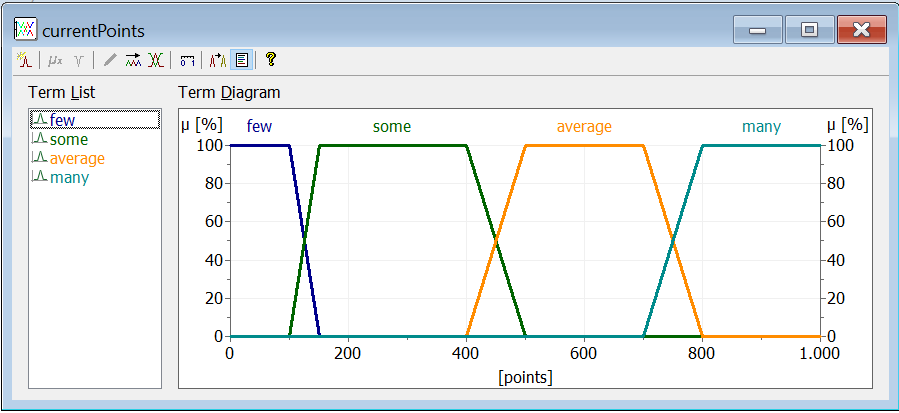 currentPoints
Term List
Term Diagram
few
some
average
many
µ [%] few some average many µ [%]
100 100
80 80
60 60
40 40
20 20
0 0
0 200 400 600 800 1.000
[points]